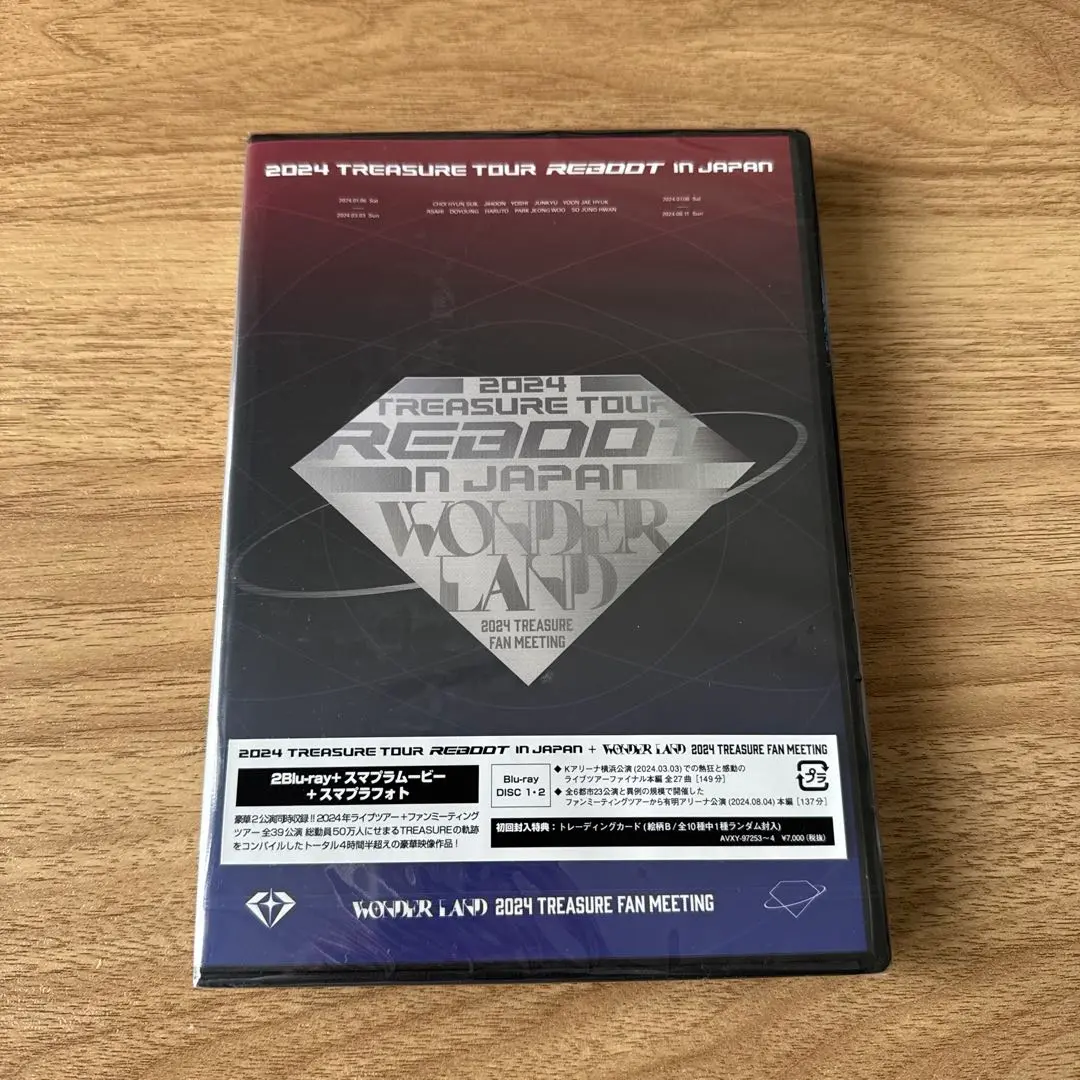 2024 TREASURE TOUR REBOOT IN JAPAN
2024.01.06 Sat
2024.03.03 Sun
CHOI HYUN SUK JIHOON YOSHI JUNKYU YOON JAE HYUK
ASAHI DOYOUNG HARUTO PARK JEONG WOO SO JUNG HWAN
Sat
2024.08.11 Sun
2024
TREASURE TOUR
REBOOT
IN JAPAN
WONDER
LAND
2024 TREASURE
FAN MEETING
2024 TREASURE TOUR REBOOT IN JAPAN + WONDER LAND 2024 TREASURE FAN MEETING
2Blu-ray+スマプラムービー
+スマプラフォト
豪華2公演同時収録!!2024年ライブツアー+ファンミーティング
ツアー 全39公演 総動員50万人にせまるTREASUREの軌跡
をコンパイルしたトータル4時間半超えの豪華映像作品!
Blu-ray
DISC 1・2
◆ Kアリーナ横浜公演(2024.03.03)での熱狂と感動の
ライブツアーファイナル本編 全27曲[149分]
◆ 全6都市23公演と異例の規模で開催した
ファンミーティングツアーから有明アリーナ公演(2024.08.04)本編[137分]
プラ
初回封入特典:トレーディングカード(絵柄B/全10種中1種ランダム封入)
AVXY-97253~4 ¥7,000(税抜)
WONDER LAND 2024 TREASURE FAN MEETING